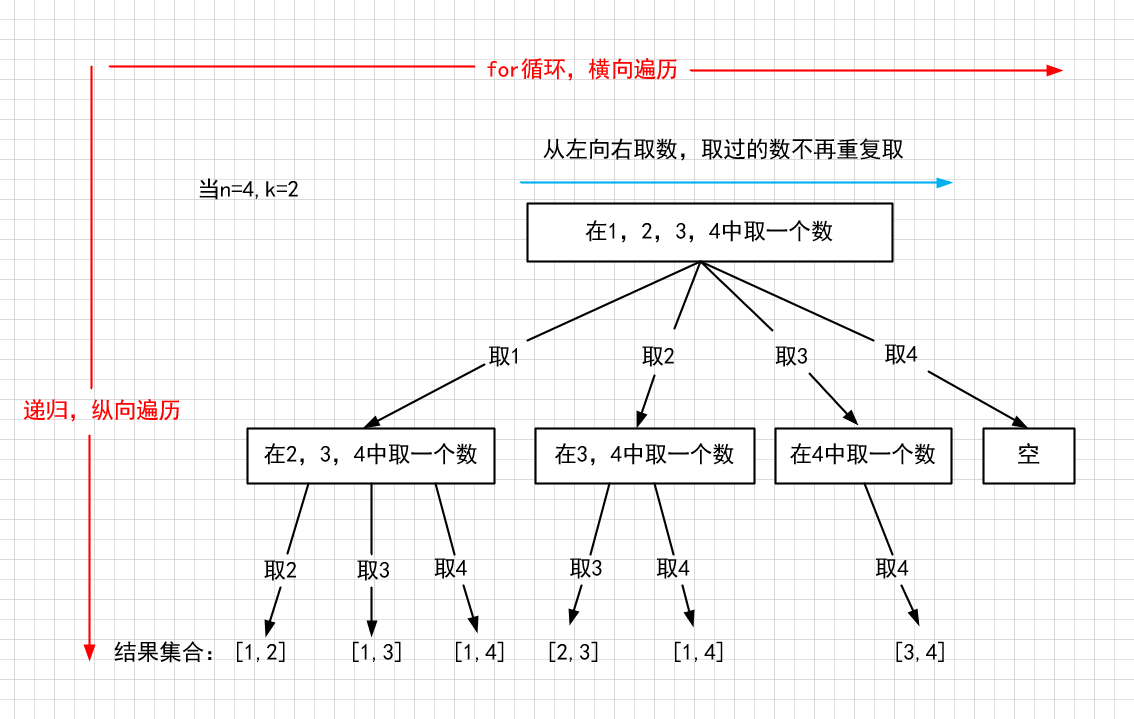 for循环，横向遍历
从左向右取数，取过的数不再重复取
当n=4,k=2
在1，2，3，4中取一个数
取1
取2
取3
取4
递归，纵向遍历
在2，3，4中取一个数
在3，4中取一个数
在4中取一个数
空
取2
取3
取4
取3
取4
取4
结果集合：[1,2] [1,3] [1,4] [2,3] [1,4] [3,4]